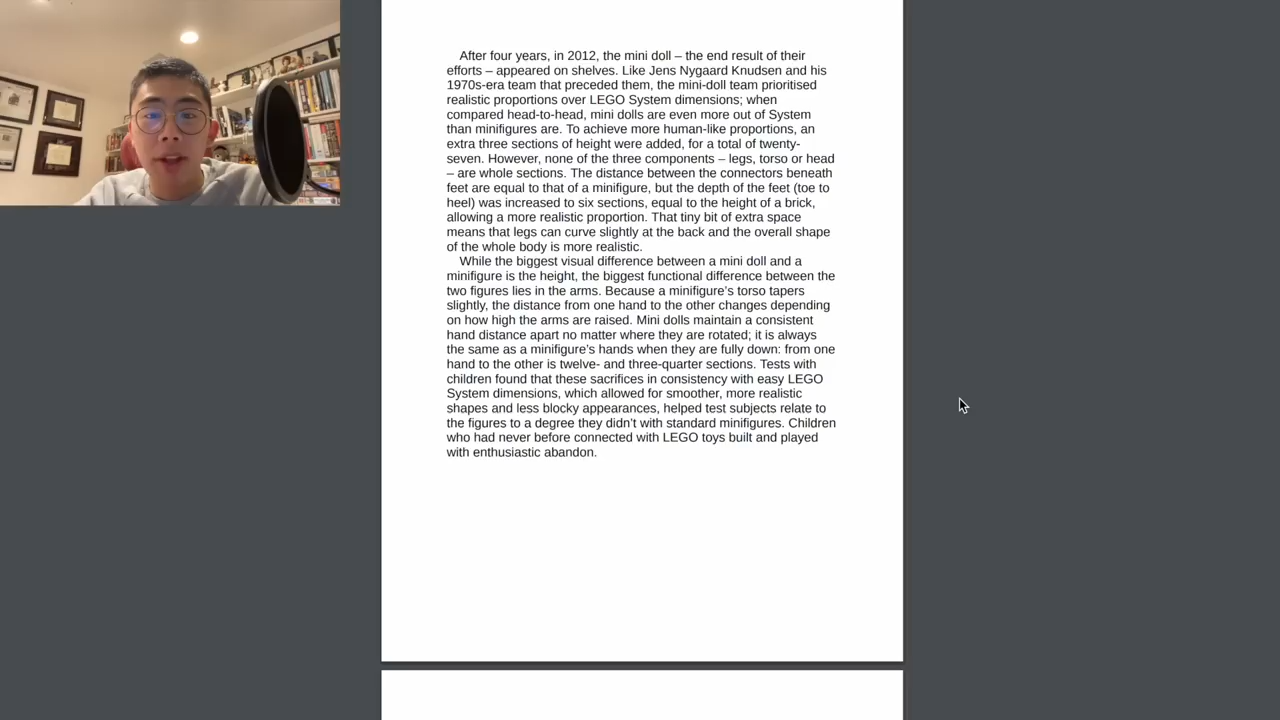 After four years, in 2012, the mini doll – the end result of their
efforts – appeared on shelves. Like Jens Nygaard Knudsen and his
1970s-era team that preceded them, the mini-doll team prioritised
realistic proportions over LEGO System dimensions; when
compared head-to-head, mini dolls are even more out of System
than minifigures are. To achieve more human-like proportions, an
extra three sections of height were added, for a total of twenty-
seven. However, none of the three components – legs, torso or head
– are whole sections. The distance between the connectors beneath
feet are equal to that of a minifigure, but the depth of the feet (toe to
heel) was increased to six sections, equal to the height of a brick,
allowing a more realistic proportion. That tiny bit of extra space
means that legs can curve slightly at the back and the overall shape
of the whole body is more realistic.
While the biggest visual difference between a mini doll and a
minifigure is the height, the biggest functional difference between the
two figures lies in the arms. Because a minifigure’s torso tapers
slightly, the distance from one hand to the other changes depending
on how high the arms are raised. Mini dolls maintain a consistent
hand distance apart no matter where they are rotated; it is always
the same as a minifigure’s hands when they are fully down: from one
hand to the other is twelve- and three-quarter sections. Tests with
children found that these sacrifices in consistency with easy LEGO
System dimensions, which allowed for smoother, more realistic
shapes and less blocky appearances, helped test subjects relate to
the figures to a degree they didn’t with standard minifigures. Children
who had never before connected with LEGO toys built and played
with enthusiastic abandon.